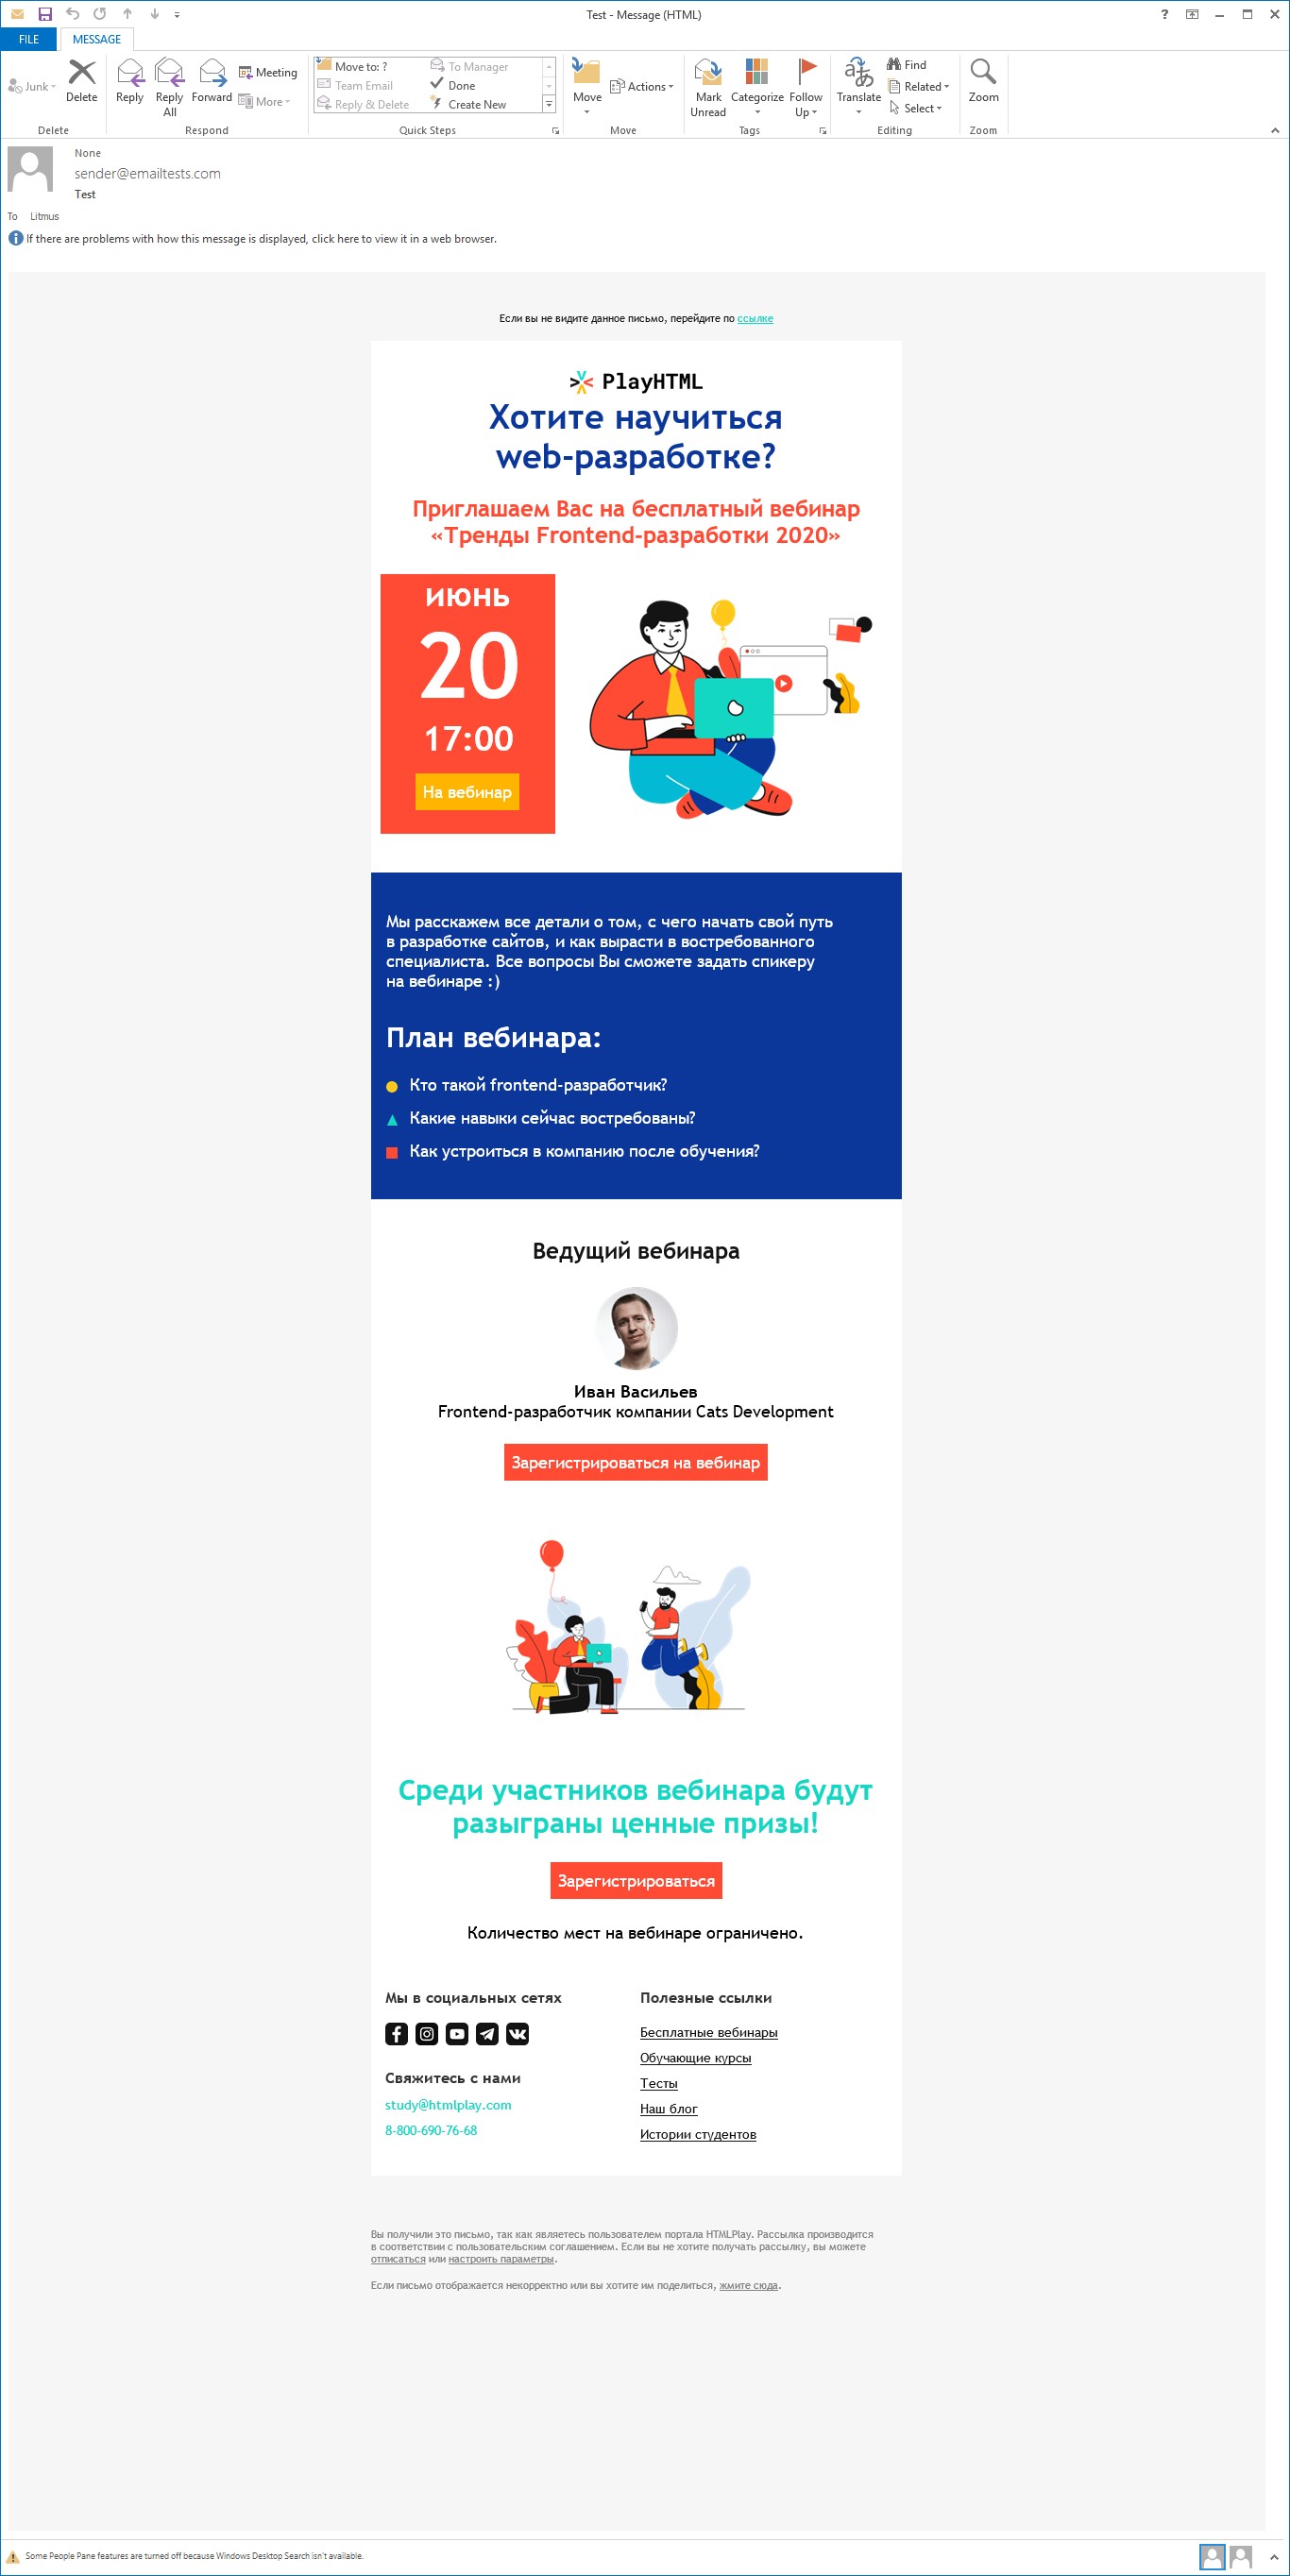 Test - Message (HTML)
?
FILE
MESSAGE
Junk
Delete
Reply
Reply
All
Forward
Meeting
More
Move to: ?
Team Email
Reply & Delete
To Manager
Done
Create New
Move
Actions
Mark
Unread
Categorize
Follow
Up
Translate
Find
Related
Select
Zoom
Delete
Respond
Quick Steps
Move
Tags
Editing
Zoom
None
sender@emailtests.com
Test
To Litmus
If there are problems with how this message is displayed, click here to view it in a web browser.
Если вы не видите данное письмо, перейдите по ссылке
PlayHTML
Хотите научиться
web-разработке?
Приглашаем Вас на бесплатный вебинар
«Тренды Frontend-разработки 2020»
июнь
20
17:00
На вебинар
Мы расскажем все детали о том, с чего начать свой путь
в разработке сайтов, и как вырасти в востребованного
специалиста. Все вопросы Вы сможете задать спикеру
на вебинаре :)
План вебинара:
Кто такой frontend-разработчик?
Какие навыки сейчас востребованы?
Как устроиться в компанию после обучения?
Ведущий вебинара
Иван Васильев
Frontend-разработчик компании Cats Development
Зарегистрироваться на вебинар
Среди участников вебинара будут
разыграны ценные призы!
Зарегистрироваться
Количество мест на вебинаре ограничено.
Мы в социальных сетях
Свяжитесь с нами
study@htmlplay.com
8-800-690-76-68
Полезные ссылки
Бесплатные вебинары
Обучающие курсы
Тесты
Наш блог
Истории студентов
Вы получили это письмо, так как являетесь пользователем портала HTMLPlay. Рассылка производится
в соответствии с пользовательским соглашением. Если вы не хотите получать рассылку, вы можете
отписаться или настроить параметры.
Если письмо отображается некорректно или вы хотите им поделиться, жмите сюда.
Some People Pane features are turned off because Windows Desktop Search isn't available.